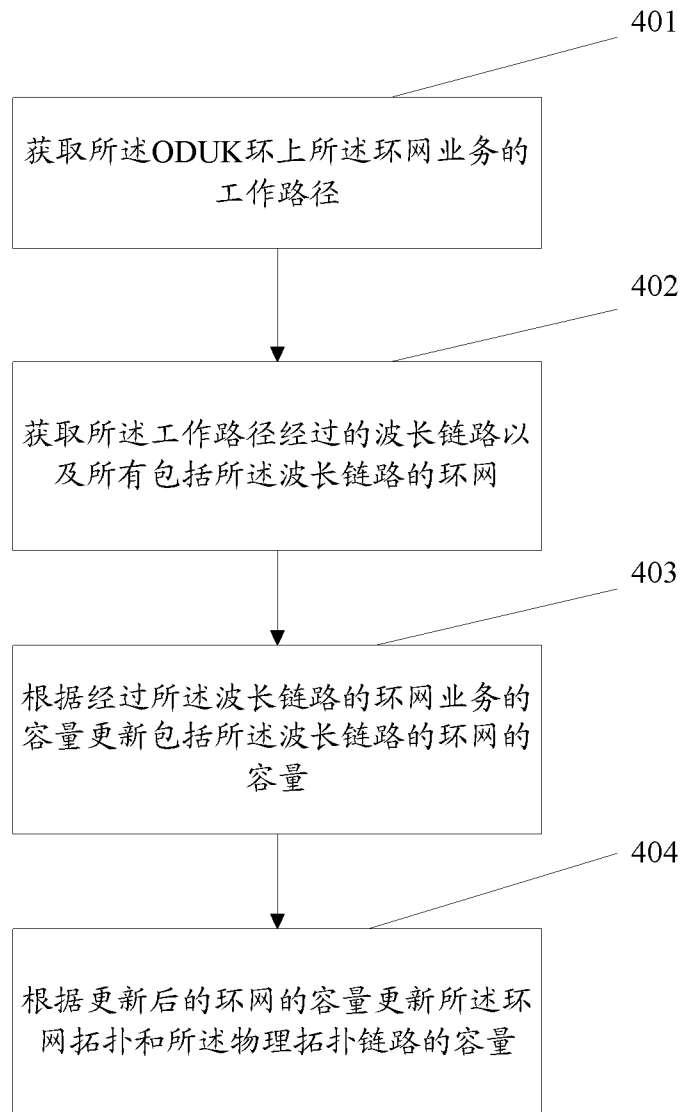 401
获取所述ODUK环上所述环网业务的
工作路径
402
获取所述工作路径经过的波长链路以
及所有包括所述波长链路的环网
403
根据经过所述波长链路的环网业务的
容量更新包括所述波长链路的环网的
容量
404
根据更新后的环网的容量更新所述环
网拓扑和所述物理拓扑链路的容量